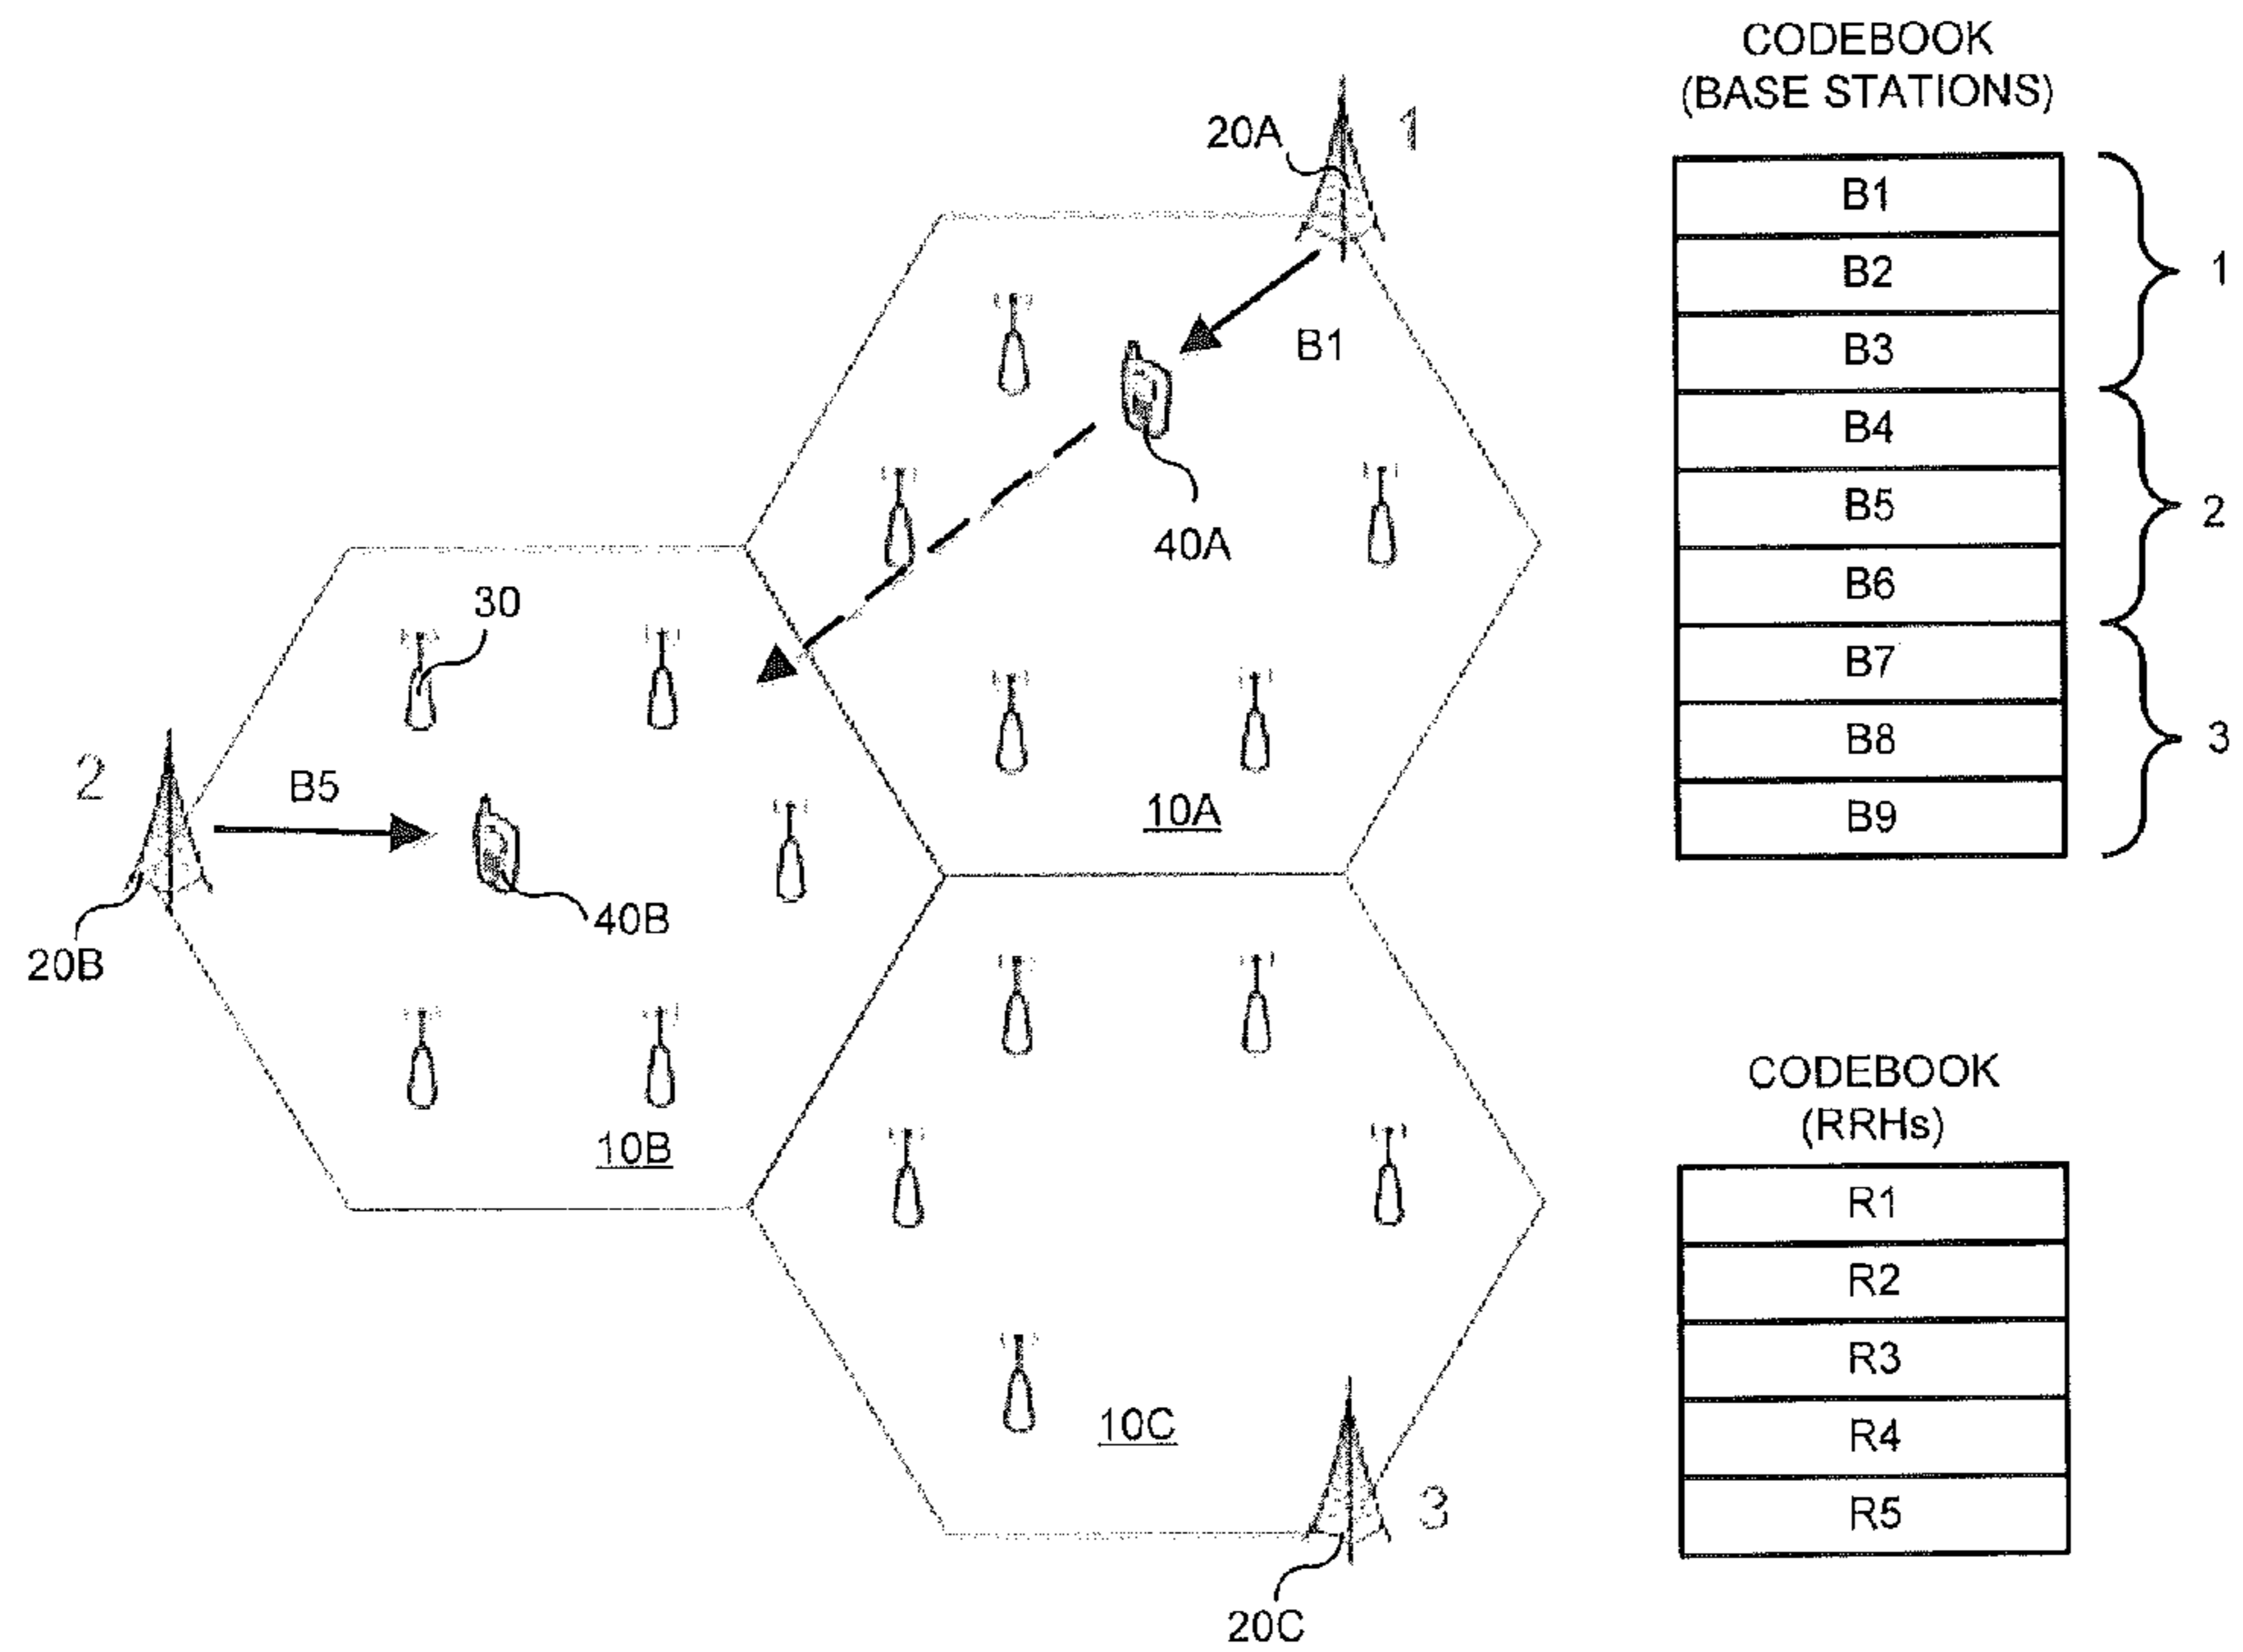 CODEBOOK
(BASE STATIONS)
20A
1
B1
B2
B3
B4
B5
B6
B7
B8
B9
1
2
3
B1
40A
30
2
B5
10A
40B
20B
10B
CODEBOOK
(RRHs)
R1
R2
R3
R4
R5
10C
3
20C